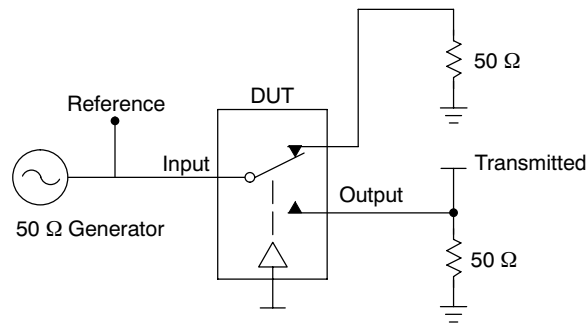 50 Ω
DUT
Reference
Input
Transmitted
Output
50 Ω Generator
50 Ω